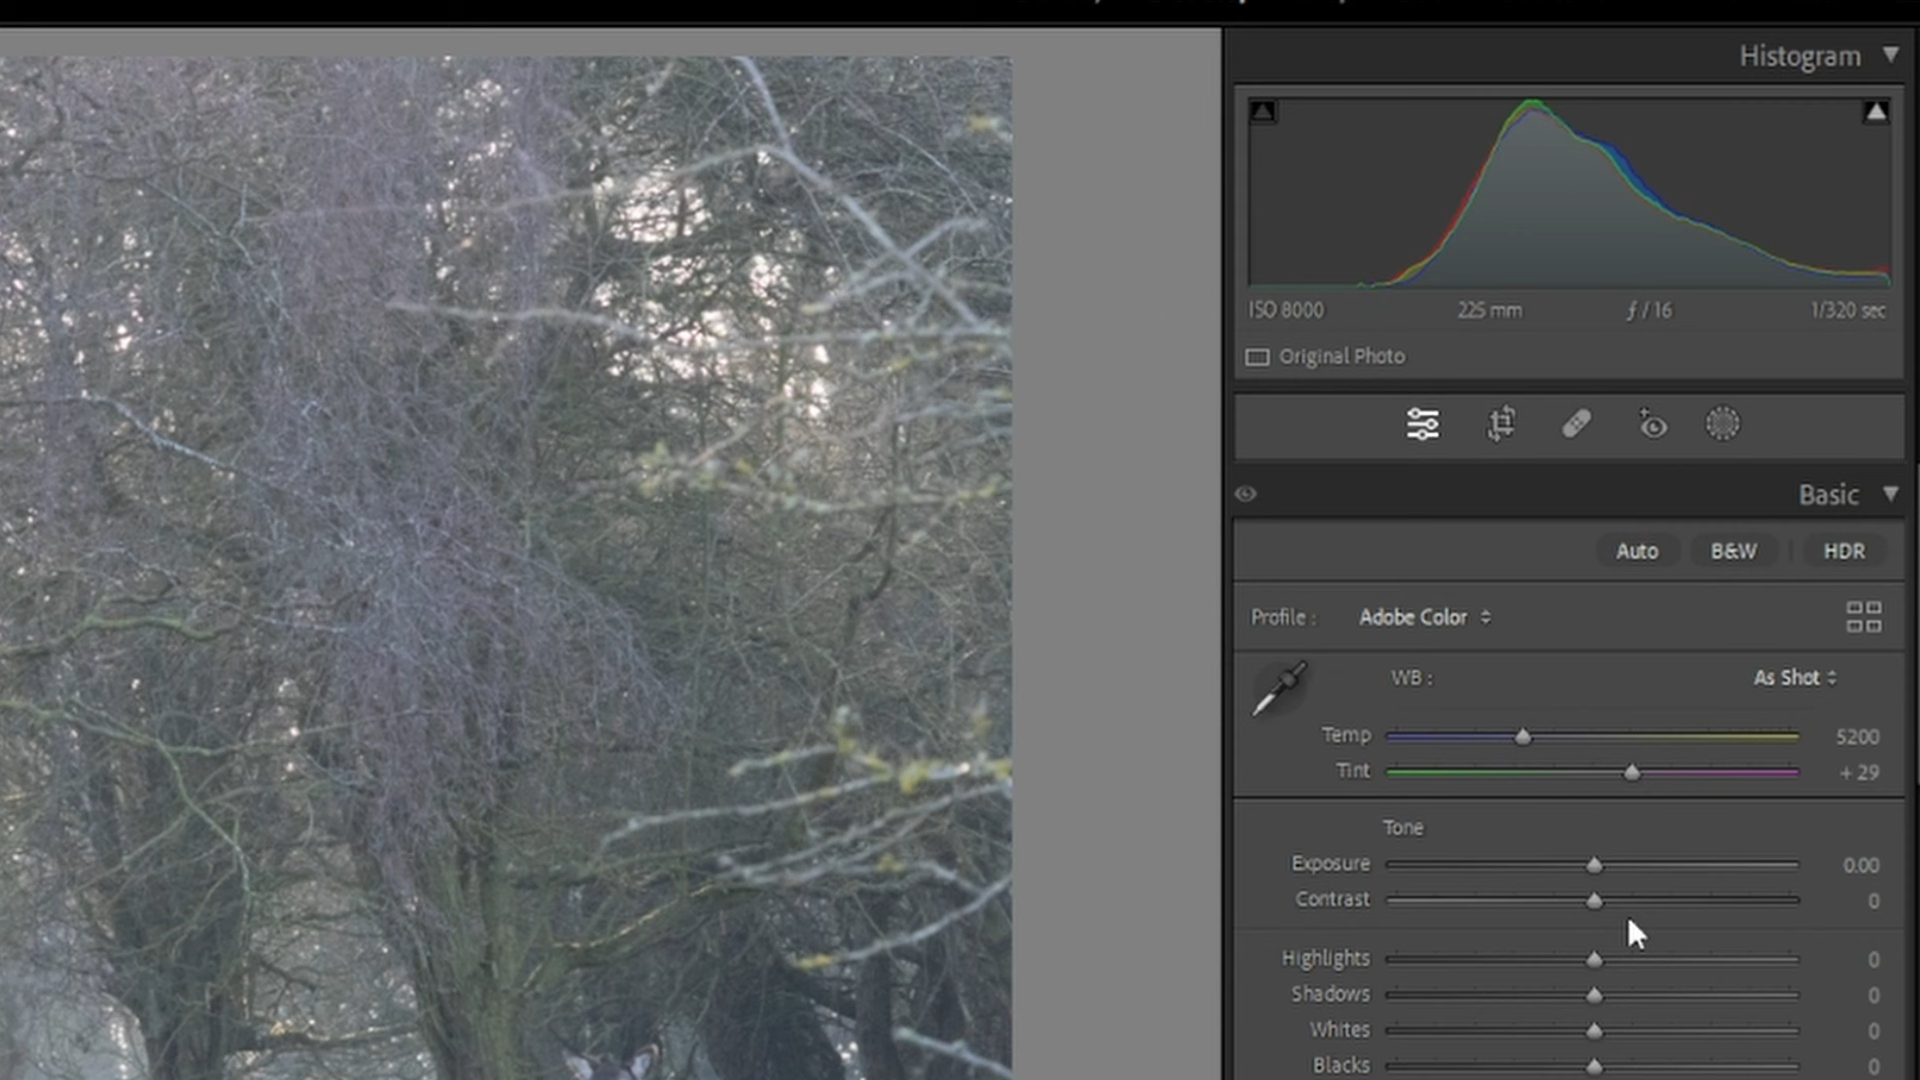 Histogram
ISO 8000 225 mm ƒ / 16 1/320 sec
Original Photo
Basic
Auto B&W HDR
Profile : Adobe Color
WB : As Shot
Temp 5200
Tint + 29
Tone
Exposure 0.00
Contrast 0
Highlights 0
Shadows 0
Whites 0
Blacks 0